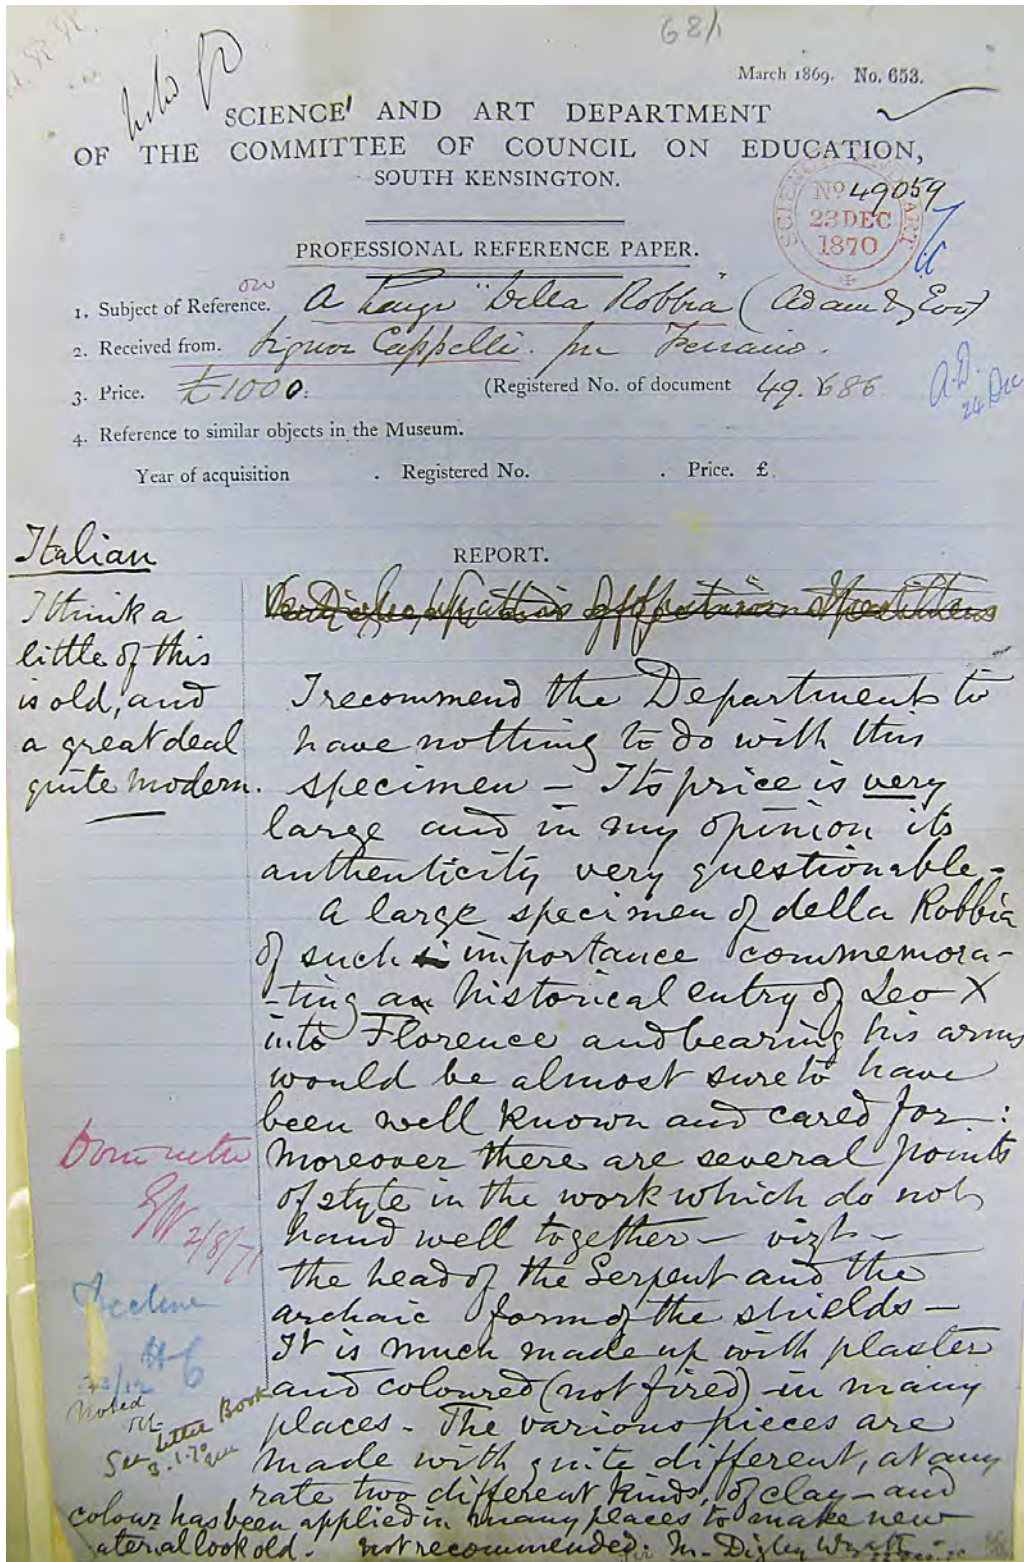 68/1
March 1869. No. 653.
SCIENCE AND ART DEPARTMENT
OF THE COMMITTEE OF COUNCIL ON EDUCATION,
SOUTH KENSINGTON.
No 49059
23 DEC
1870
PROFESSIONAL REFERENCE PAPER.
1. Subject of Reference. on A large "Della Robbia" (Adam & Eve)
2. Received from. Signor Cappelli. per
3. Price. £1000. (Registered No. of document 49.686
A.D.
24 Dec
4. Reference to similar objects in the Museum.
Year of acquisition . Registered No. . Price. £
Italian
REPORT.
I think a
little of this
is old, and
a great deal
quite modern.
I recommend the Department to
have nothing to do with this
specimen – Its price is very
large and in my opinion its
authenticity very questionable –
A large specimen of della Robbia
of such importance commemora-
-ting an historical entry of Leo X
into Florence and bearing his arms
would be almost sure to have
been well known and cared for :
Moreover there are several points
of style in the work which do not
hand well together – vizt –
the head of the Serpent and the
archaic form of the shields –
It is much made up with plaster
and coloured (not fired) in many
places – The various pieces are
made with quite different, at any
rate two different kinds, of clay – and
colour has been applied in many places to make new
material look old. Not recommended. M. Digby Wyatt
2/8/71
Decline
HC
Noted
See Letter Book
3.1.70